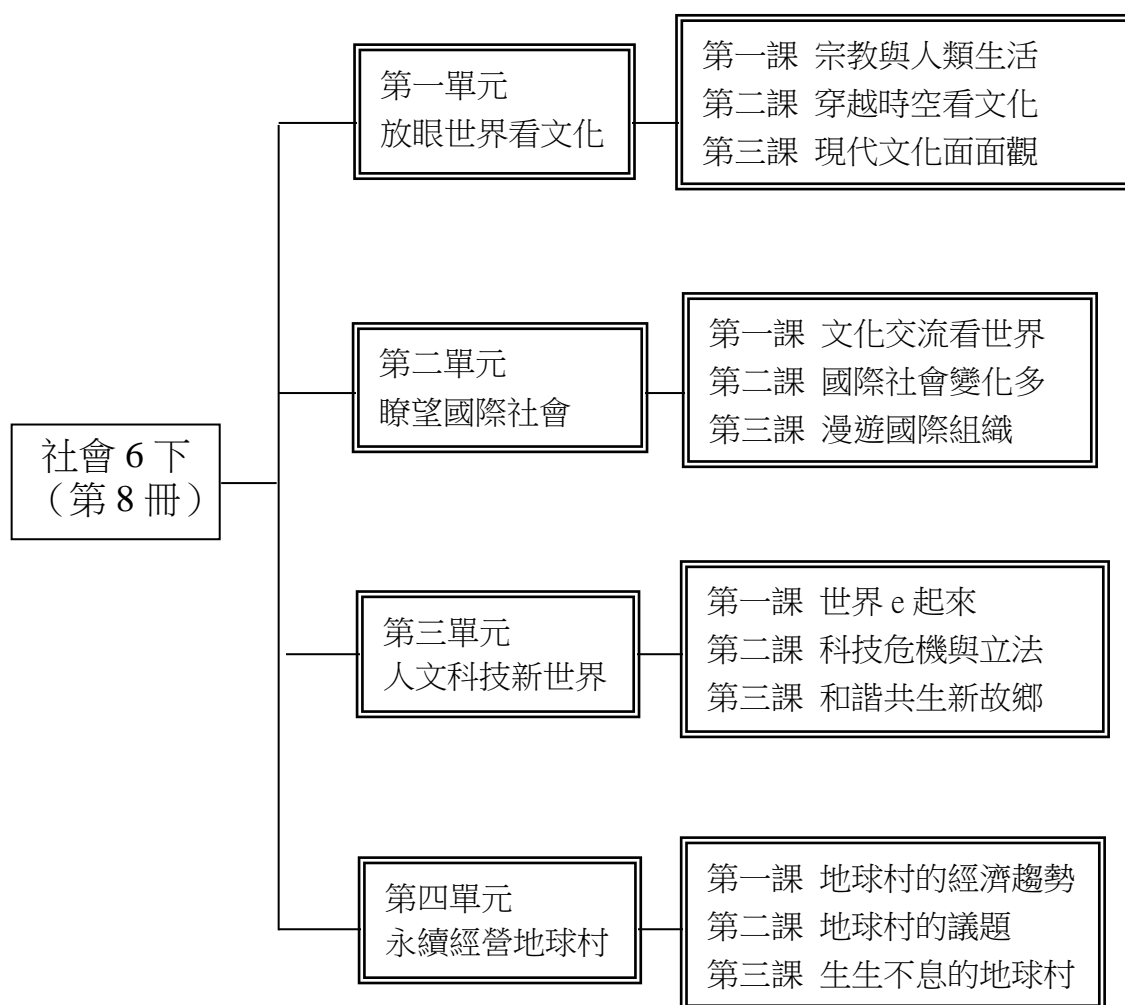 社會 6 下
（第 8 冊）
第一單元
放眼世界看文化
第一課 宗教與人類生活
第二課 穿越時空看文化
第三課 現代文化面面觀
第二單元
瞭望國際社會
第一課 文化交流看世界
第二課 國際社會變化多
第三課 漫遊國際組織
第三單元
人文科技新世界
第一課 世界 e 起來
第二課 科技危機與立法
第三課 和諧共生新故鄉
第四單元
永續經營地球村
第一課 地球村的經濟趨勢
第二課 地球村的議題
第三課 生生不息的地球村